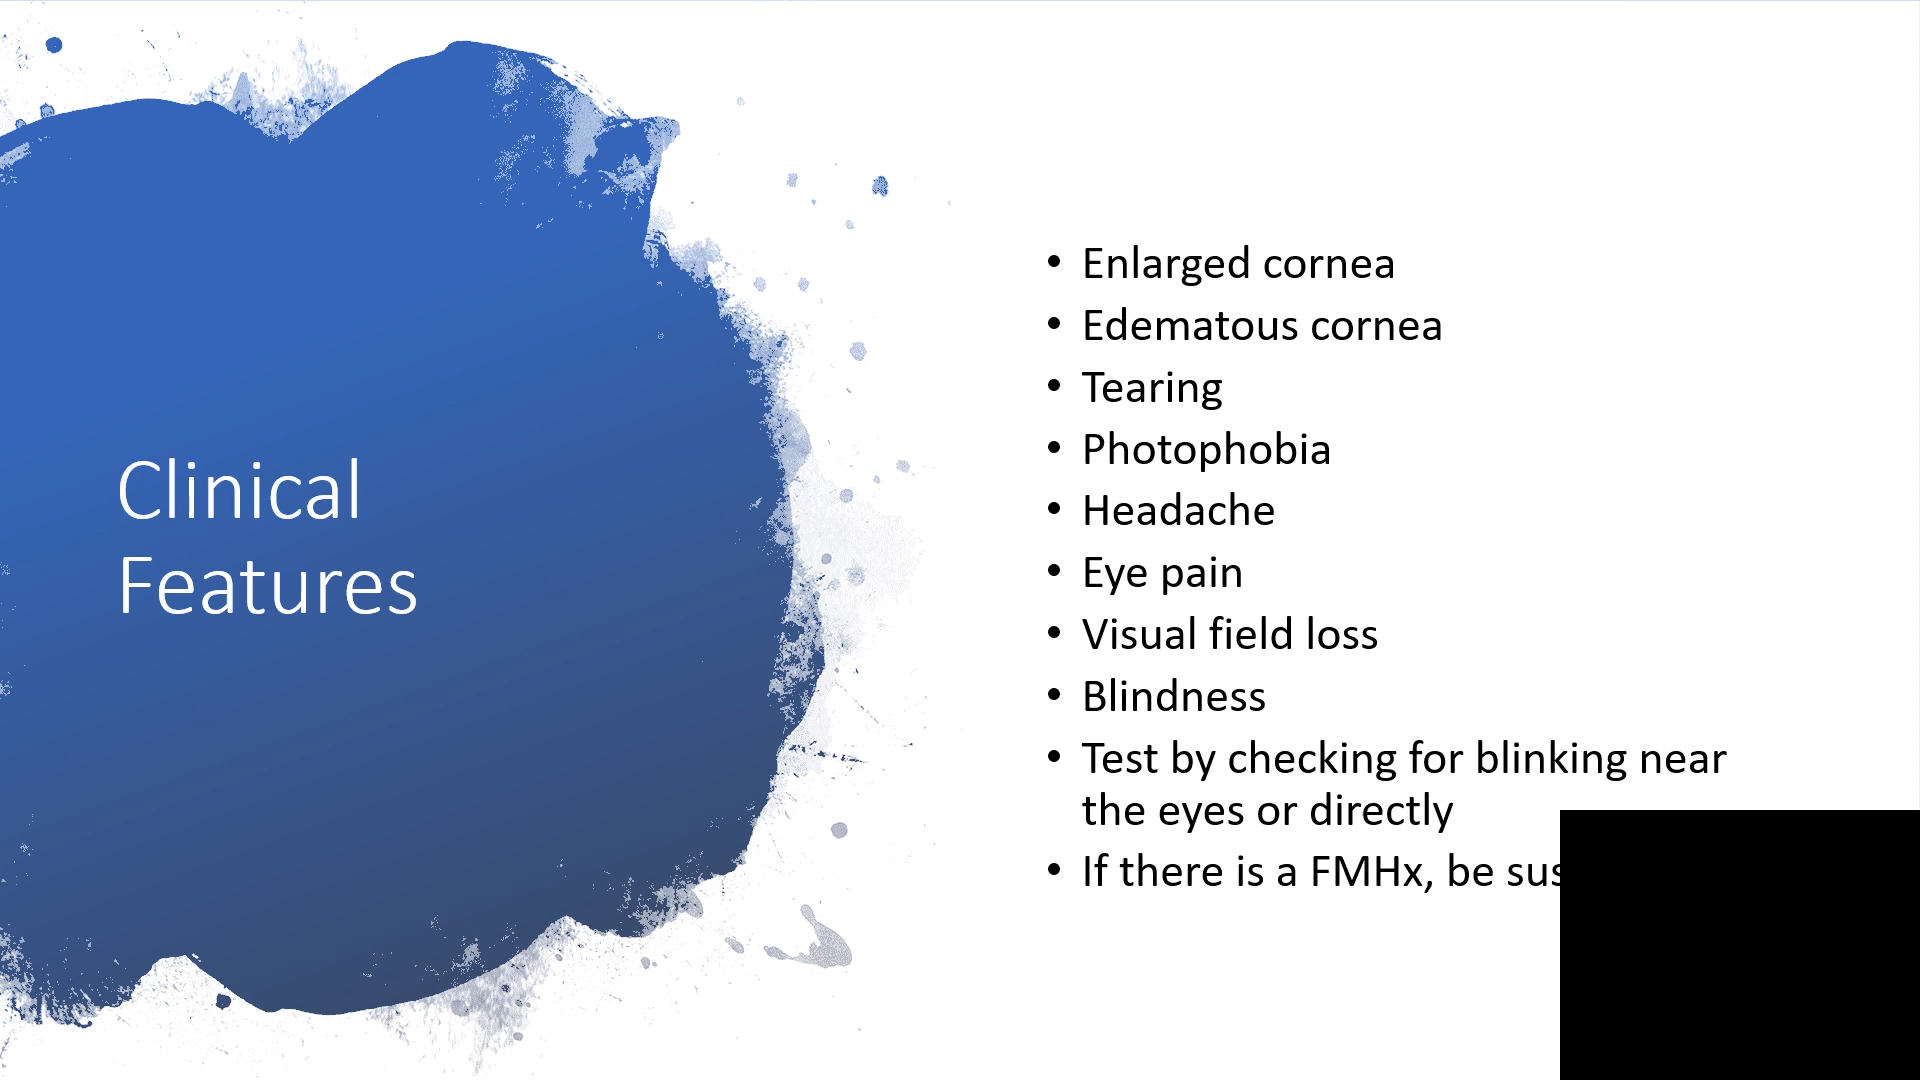 Clinical
Features
• Enlarged cornea
• Edematous cornea
• Tearing
• Photophobia
• Headache
• Eye pain
• Visual field loss
• Blindness
• Test by checking for blinking near
the eyes or directly
• If there is a FMHx, be